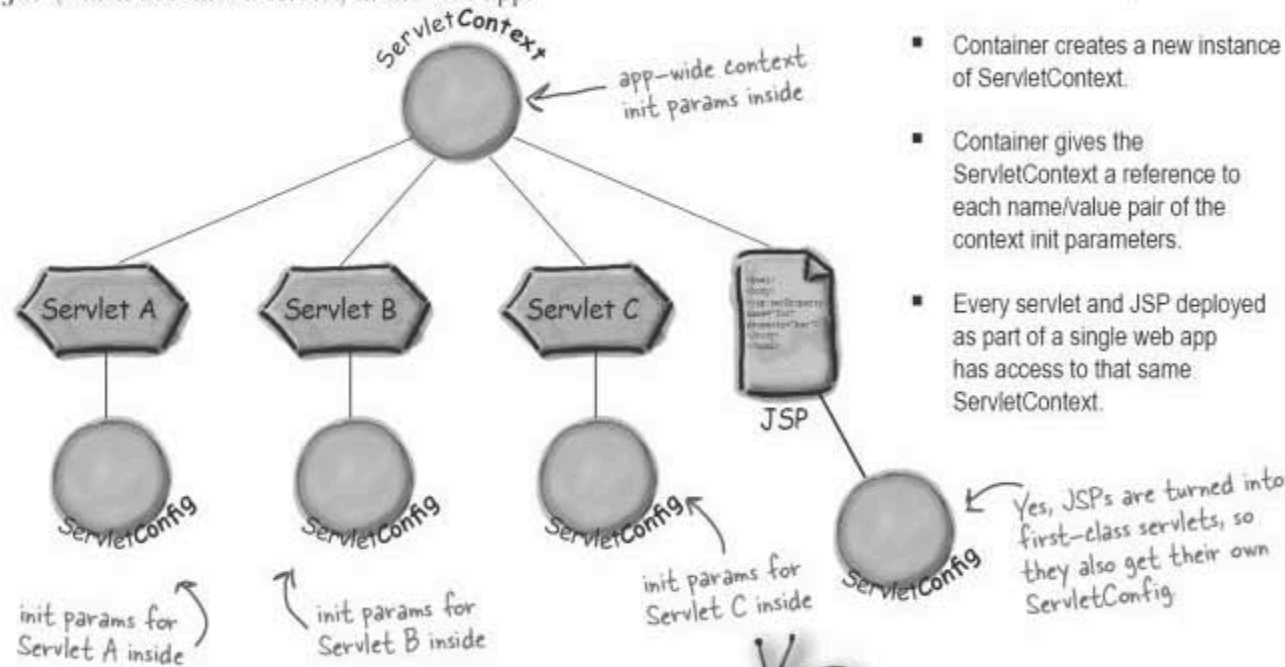 ServletContext
app-wide context
init params inside
Servlet A
Servlet B
Servlet C
JSP
ServletConfig
ServletConfig
ServletConfig
ServletConfig
init params for
Servlet A inside
init params for
Servlet B inside
init params for
Servlet C inside
Yes, JSPs are turned into
first-class servlets, so
they also get their own
ServletConfig
▪ Container creates a new instance
of ServletContext.
▪ Container gives the
ServletContext a reference to
each name/value pair of the
context init parameters.
▪ Every servlet and JSP deployed
as part of a single web app
has access to that same
ServletContext.